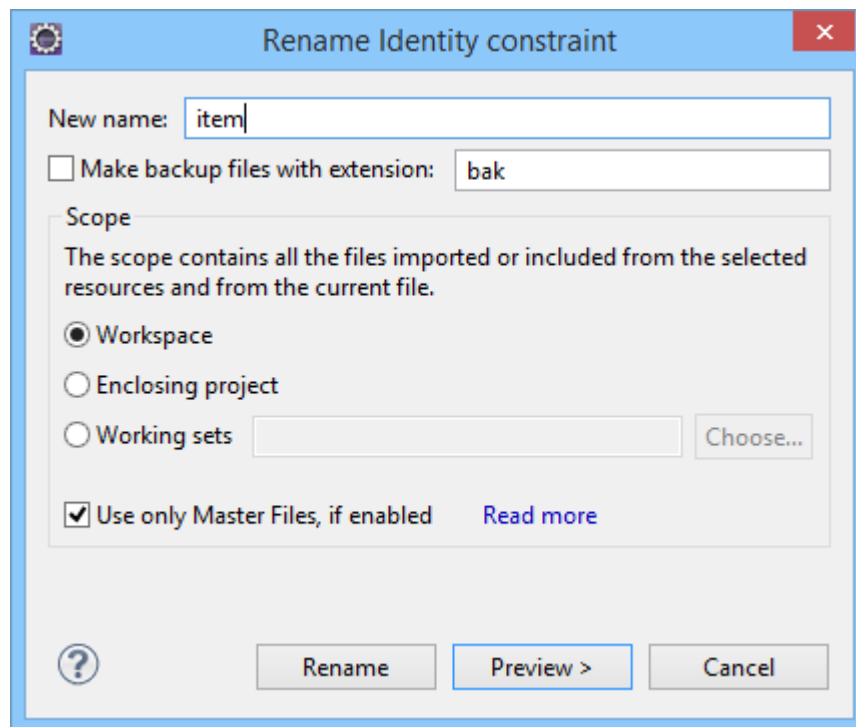 Rename Identity constraint
New name: item
Make backup files with extension: bak
Scope
The scope contains all the files imported or included from the selected
resources and from the current file.
Workspace
Enclosing project
Working sets Choose...
Use only Master Files, if enabled Read more
? Rename Preview > Cancel